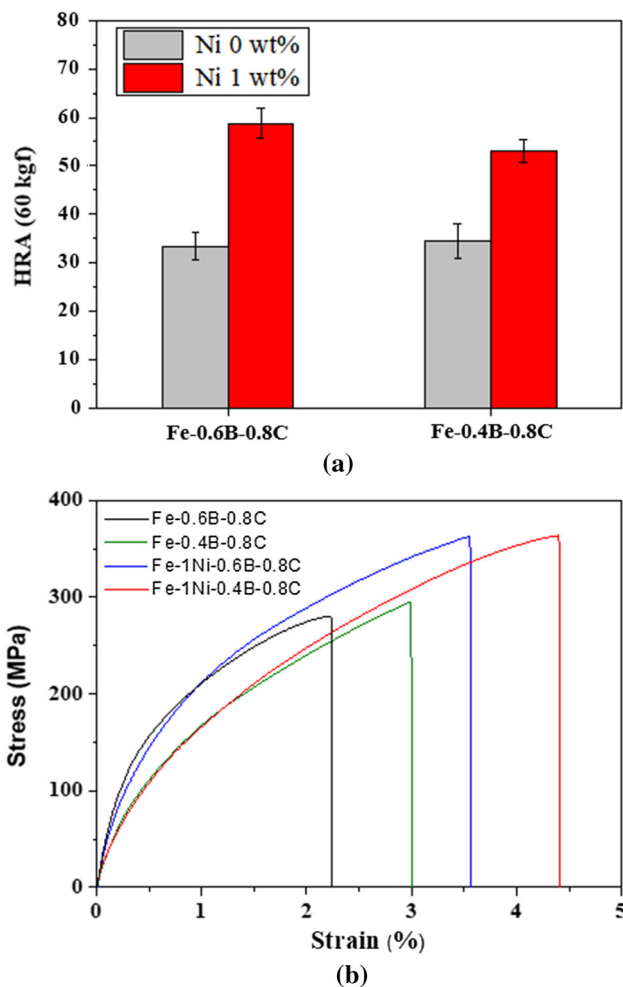 80
70
60
50
40
30
20
10
0
HRA (60 kgf)
Ni 0 wt%
Ni 1 wt%
Fe-0.6B-0.8C
Fe-0.4B-0.8C
(a)
400
300
200
100
0
Stress (MPa)
Fe-0.6B-0.8C
Fe-0.4B-0.8C
Fe-1Ni-0.6B-0.8C
Fe-1Ni-0.4B-0.8C
0 1 2 3 4 5
Strain (%)
(b)